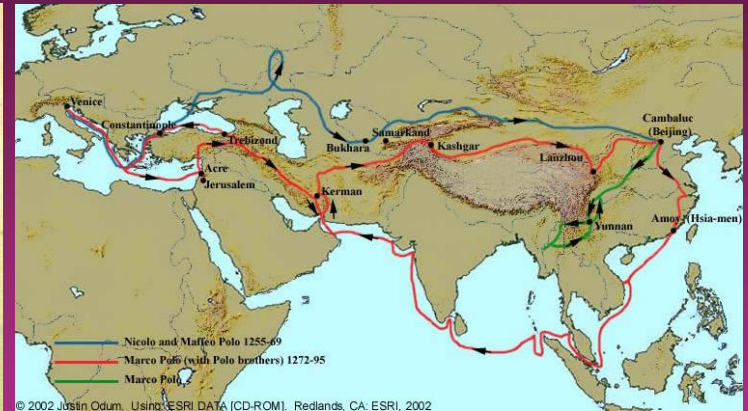 Venice
Constantinople
Trebizond
Bukhara
Samarkand
Kashgar
Cambaluc
(Beijing)
Lanzhou
Acre
Jerusalem
Kerman
Yunnan
Amoy (Hsia-men)
Nicolo and Maffeo Polo 1255-69
Marco Polo (with Polo brothers) 1272-95
Marco Polo
© 2002 Justin Odum. Using: ESRI DATA [CD-ROM]. Redlands, CA: ESRI, 2002